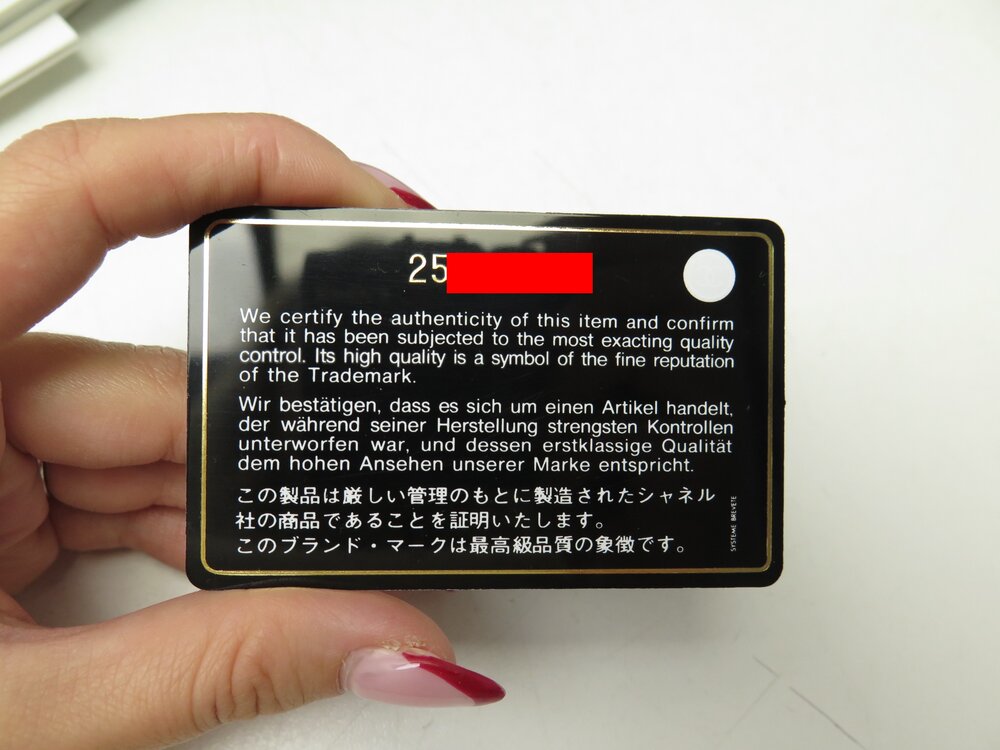 25
We certify the authenticity of this item and confirm
that it has been subjected to the most exacting quality
control. Its high quality is a symbol of the fine reputation
of the Trademark.
Wir bestätigen, dass es sich um einen Artikel handelt,
der während seiner Herstellung strengsten Kontrollen
unterworfen war, und dessen erstklassige Qualität
dem hohen Ansehen unserer Marke entspricht.
この製品は厳しい管理のもとに製造されたシャネル
社の商品であることを証明いたします。
このブランド・マークは最高級品質の象徴です。
SYSTEME BREVETE